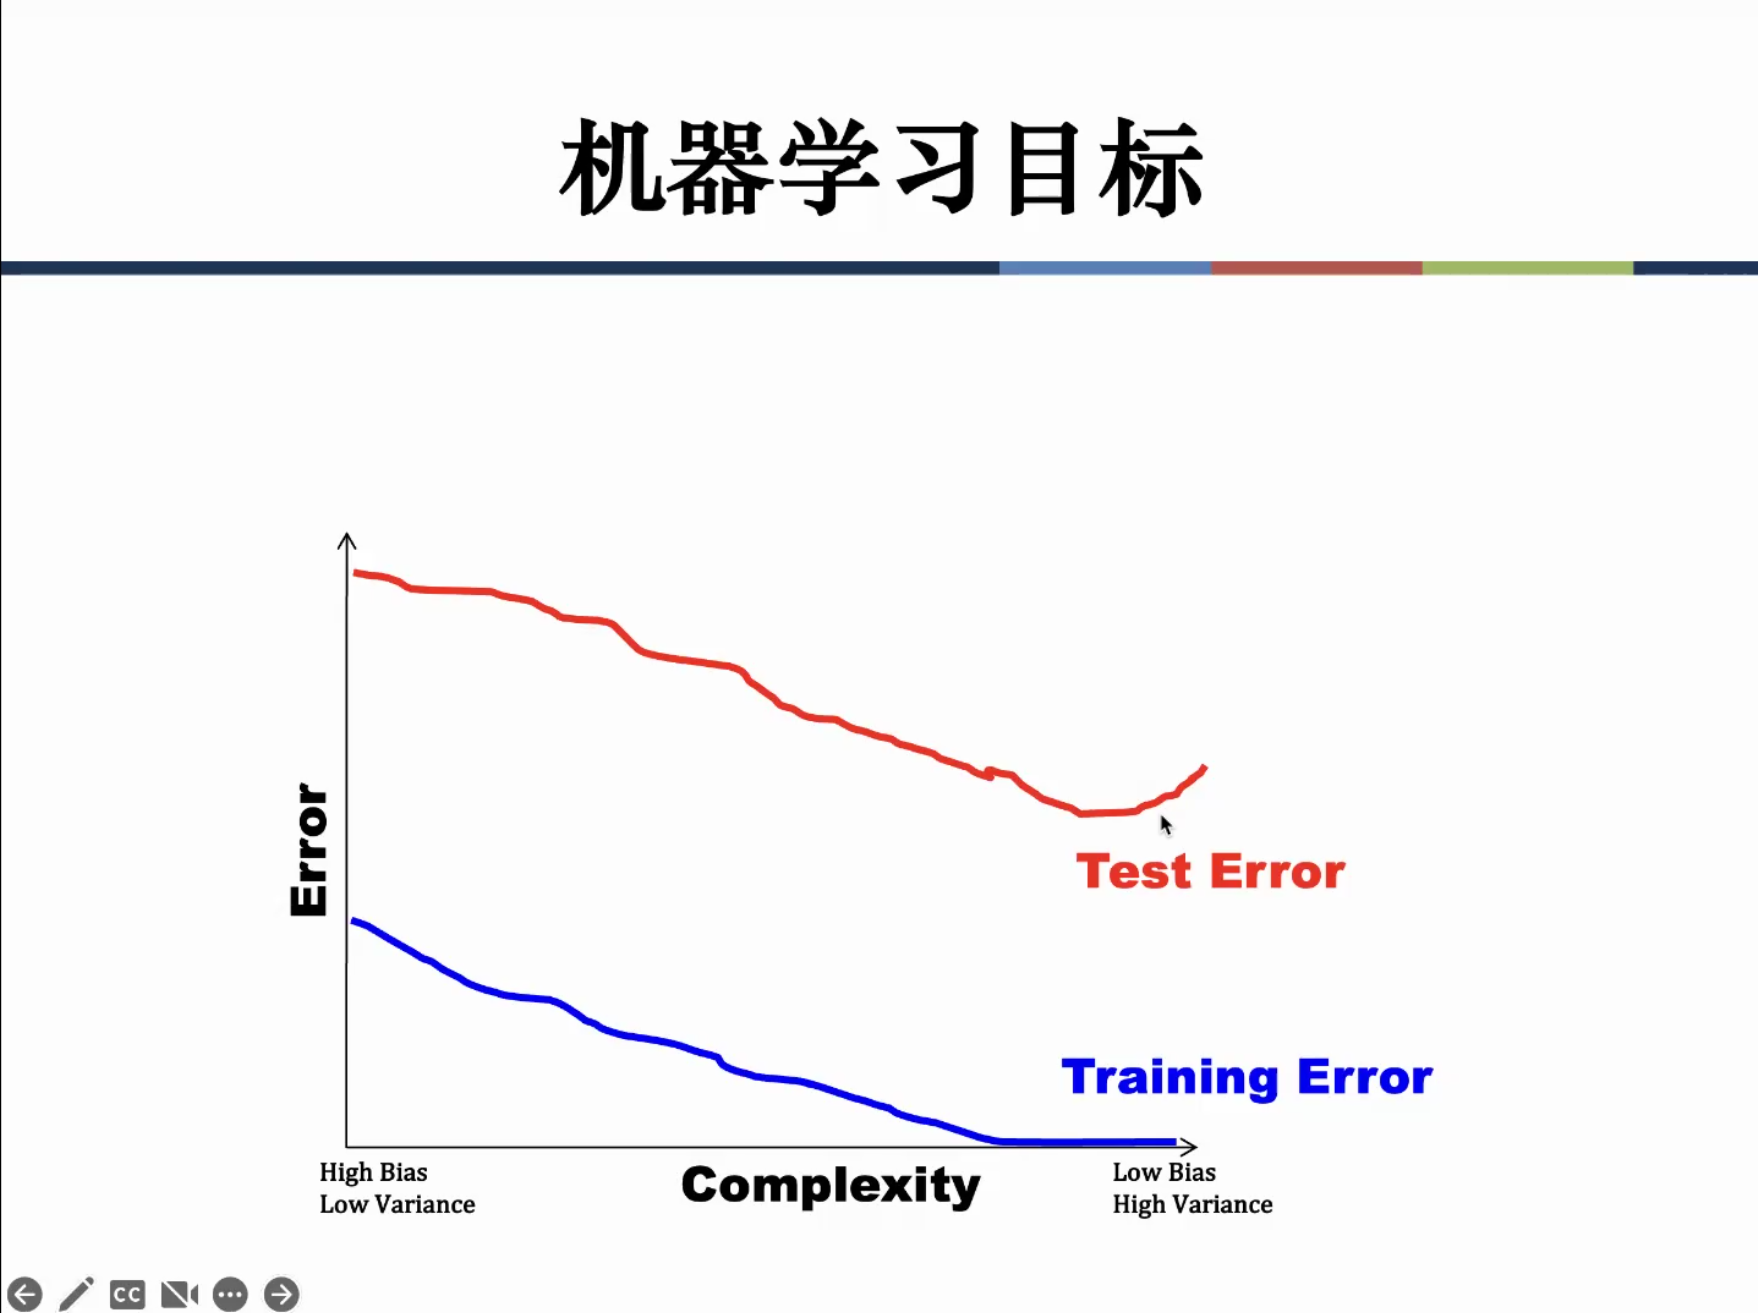 机器学习目标
Error
Test Error
Training Error
High Bias
Low Variance
Complexity
Low Bias
High Variance
CC